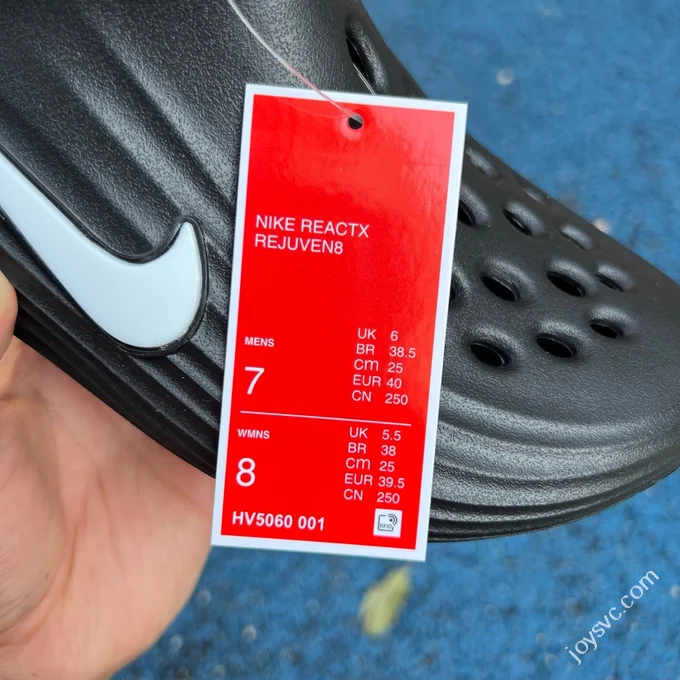 NIKE REACTX
REJUVEN8
MENS
7
UK 6
BR 38.5
Cm 25
EUR 40
CN 250
WMNS
8
UK 5.5
BR 38
Cm 25
EUR 39.5
CN 250
HV5060 001
RFID
joysvc.com